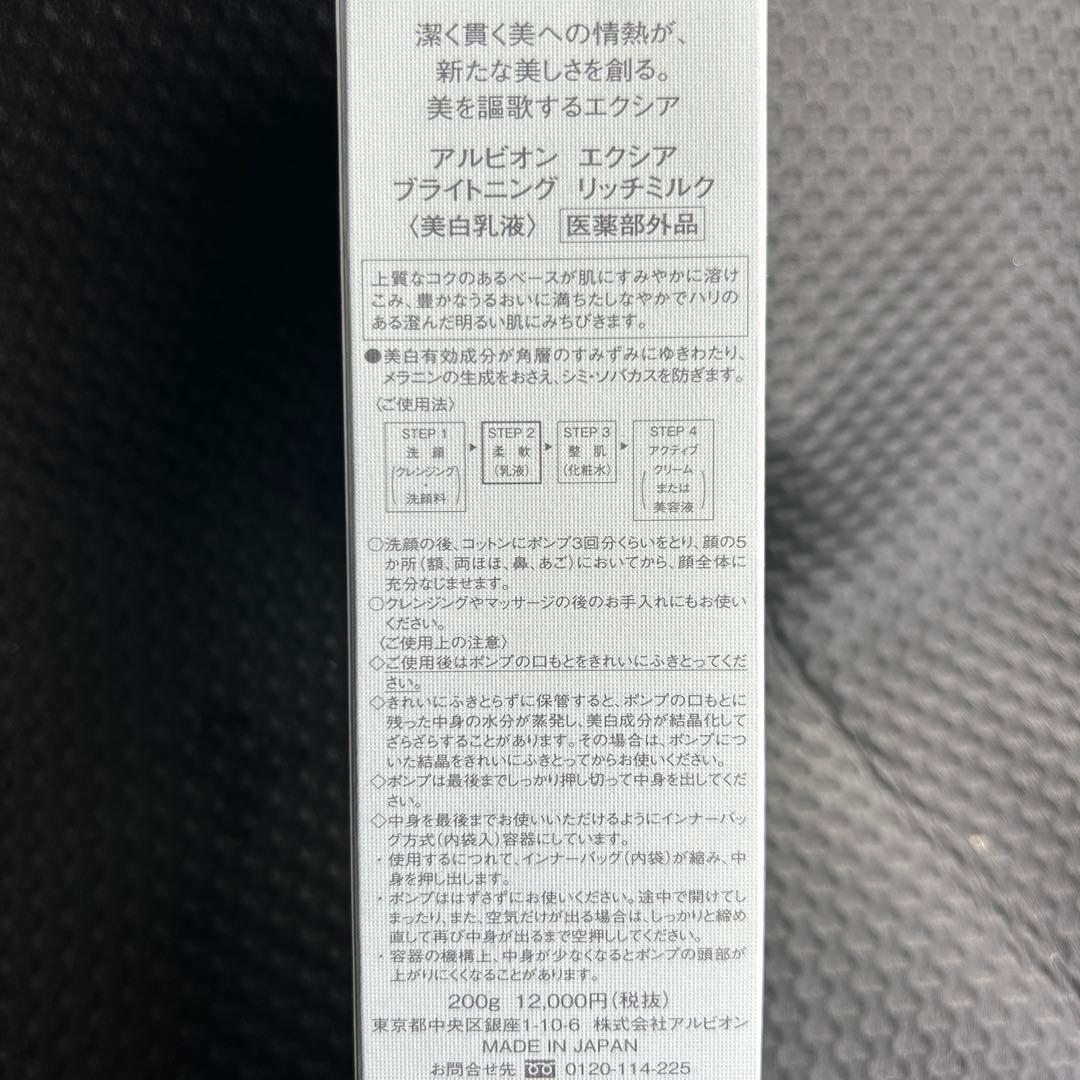 潔く貫く美への情熱が、
新たな美しさを創る。
美を謳歌するエクシア
アルビオン エクシア
ブライトニング リッチミルク
〈美白乳液〉 医薬部外品
上質なコクのあるベースが肌にすみやかに溶け
こみ、豊かなうるおいに満ちたしなやかでハリの
ある澄んだ明るい肌にみちびきます。
●美白有効成分が角層のすみずみにゆきわたり、
メラニンの生成をおさえ、シミ・ソバカスを防ぎます。
〈ご使用法〉
STEP 1
洗顔
(クレンジング
・
洗顔料)
STEP 2
柔軟
(乳液)
STEP 3
整肌
(化粧水)
STEP 4
アクティブ
(クリーム
または
美容液)
○洗顔の後、コットンにポンプ3回分くらいをとり、顔の5
か所(額、両ほほ、鼻、あご)においてから、顔全体に
充分なじませます。
○クレンジングやマッサージの後のお手入れにもお使い
ください。
〈ご使用上の注意〉
◇ご使用後はポンプの口もとをきれいにふきとってくだ
さい。
◇きれいにふきとらずに保管すると、ポンプの口もとに
残った中身の水分が蒸発し、美白成分が結晶化して
ざらざらすることがあります。その場合は、ポンプにつ
いた結晶をきれいにふきとってからお使いください。
◇ポンプは最後までしっかり押し切って中身を出してくだ
さい。
◇中身を最後までお使いいただけるようにインナーバッ
グ方式(内袋入)容器にしています。
・使用するにつれて、インナーバッグ(内袋)が縮み、中
身を押し出します。
・ポンプははずさずにお使いください。途中で開けてし
まったり、また、空気だけが出る場合は、しっかりと締め
直して再び中身が出るまで空押ししてください。
・容器の機構上、中身が少なくなるとポンプの頭部が
上がりにくくなることがあります。
200g 12,000円(税抜)
東京都中央区銀座1-10-6 株式会社アルビオン
MADE IN JAPAN
お問合せ先 0120-114-225